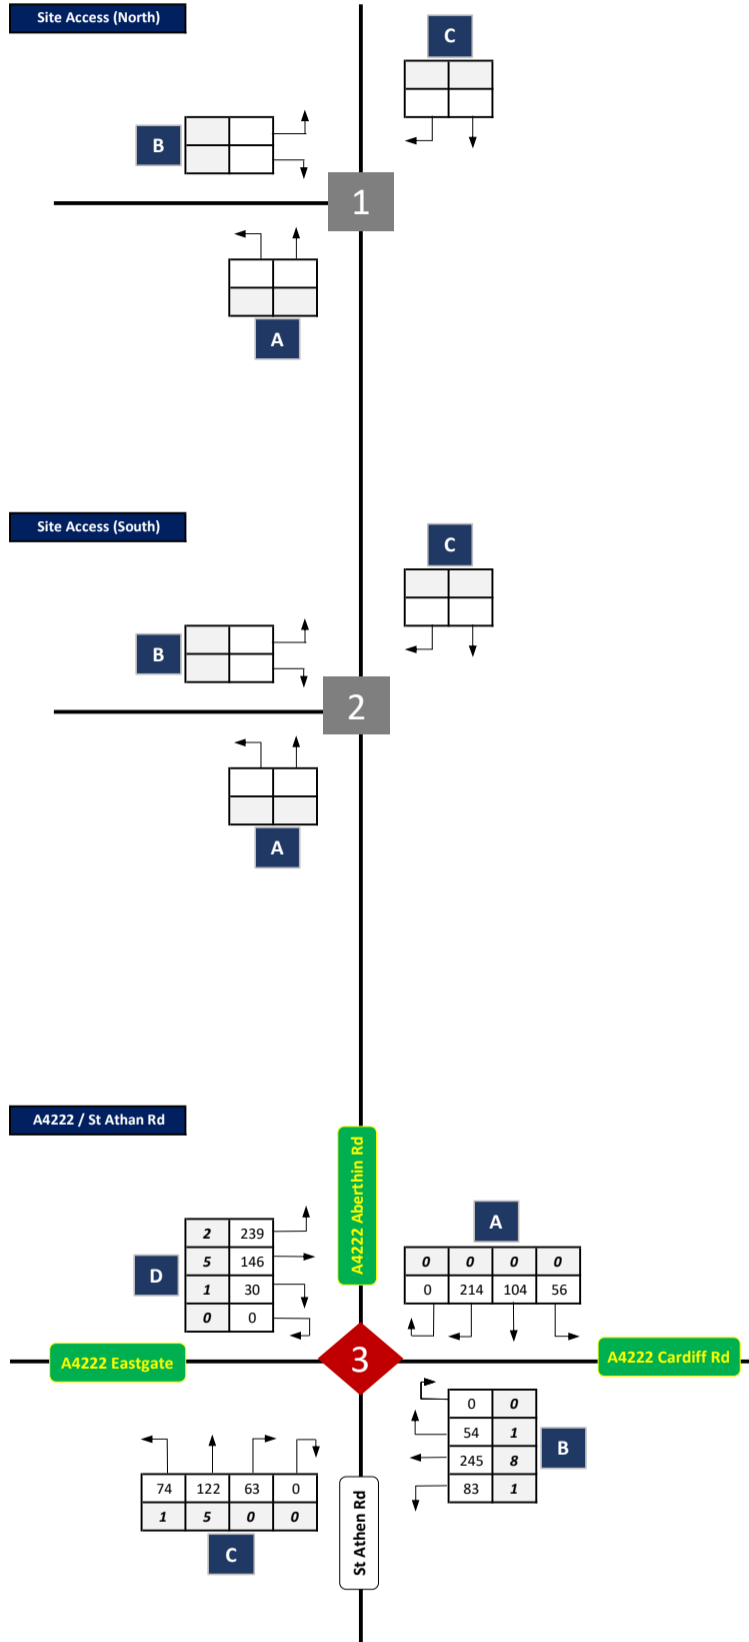 Site Access (North)
C
B
1
A
Site Access (South)
C
B
2
A
A4222 / St Athan Rd
A4222 Aberthin Rd
A
0 0 0 0
0 214 104 56
D
2 239
5 146
1 30
0 0
3
A4222 Eastgate
A4222 Cardiff Rd
0 0
54 1
245 8
83 1
B
74 122 63 0
1 5 0 0
C
St Athen Rd